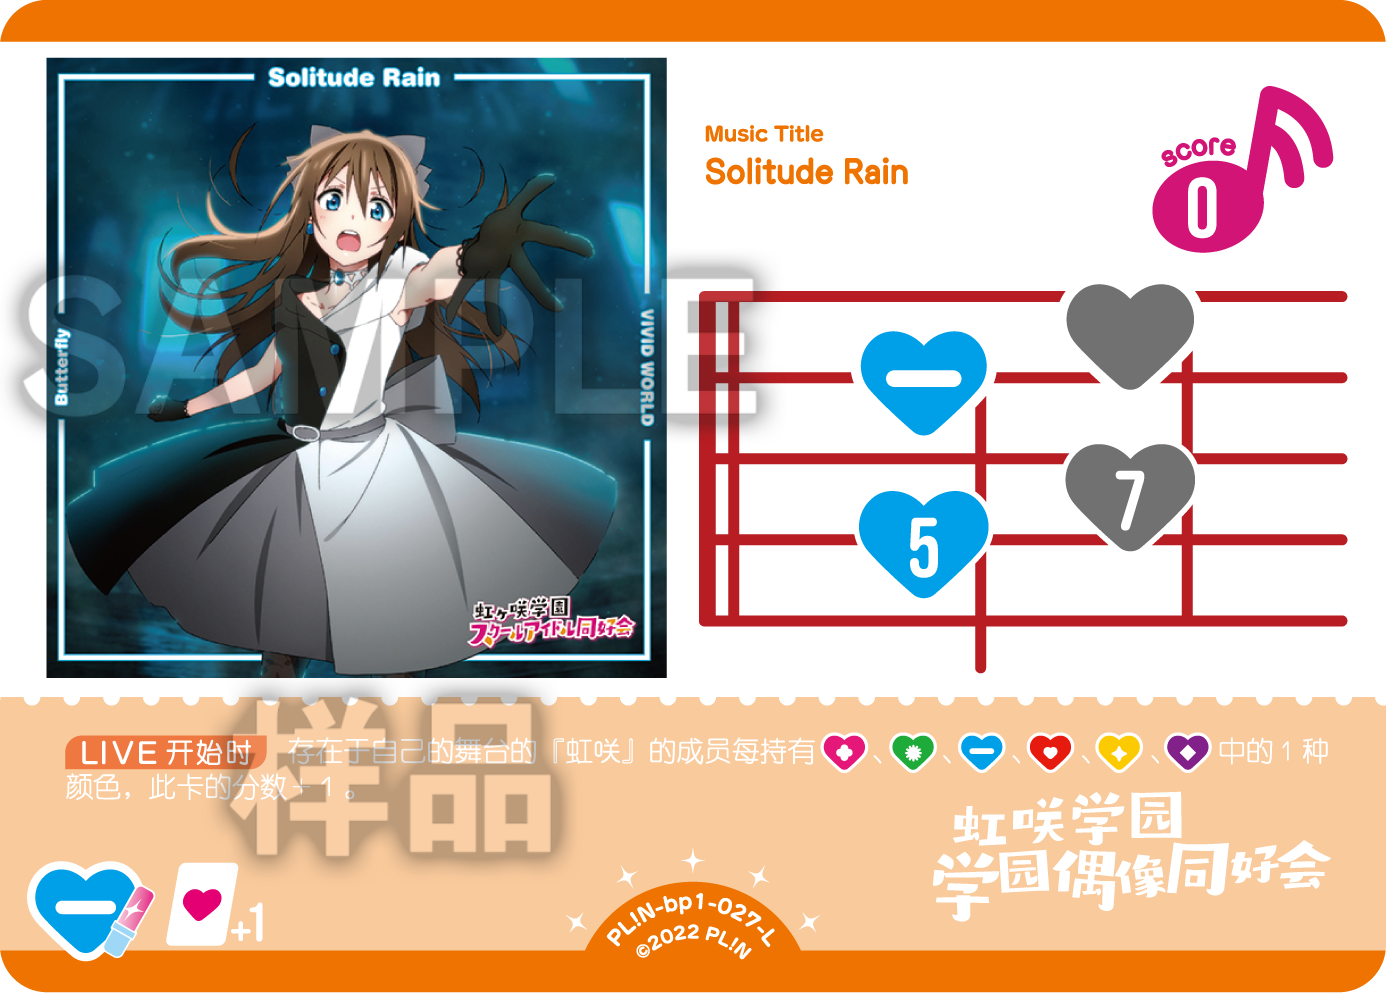 Solitude Rain
Butterfly
VIVID WORLD
虹ヶ咲学園
スクールアイドル同好会
SAMPLE
Music Title
Solitude Rain
score
0
5
7
样品
LIVE 开始时 存在于自己的舞台的『虹咲』的成员每持有、、、、、中的1种
颜色，此卡的分数+1。
虹咲学园
学园偶像同好会
+1
PL!N-bp1-027-L
©2022 PL!N